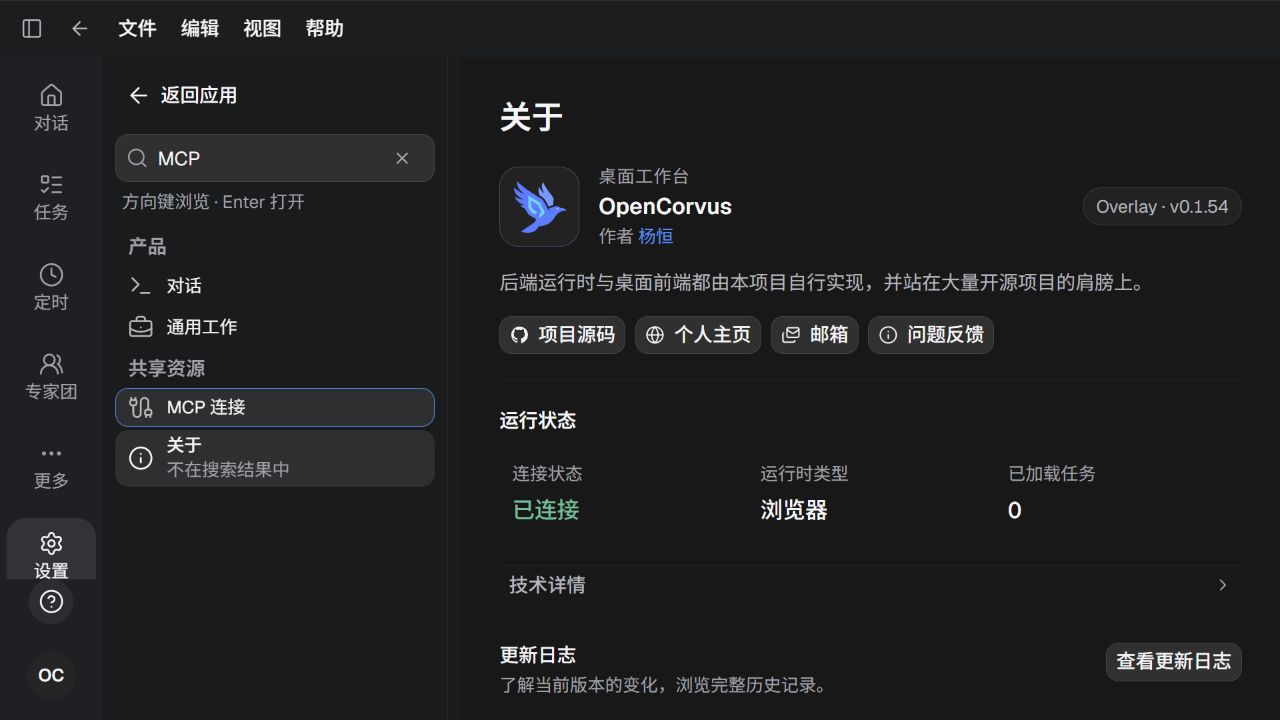 文件 编辑 视图 帮助
对话
任务
定时
专家团
更多
设置
OC
返回应用
MCP
方向键浏览 · Enter 打开
产品
对话
通用工作
共享资源
MCP 连接
关于
不在搜索结果中
关于
桌面工作台
OpenCorvus
作者 杨恒
Overlay · v0.1.54
后端运行时与桌面前端都由本项目自行实现，并站在大量开源项目的肩膀上。
项目源码 个人主页 邮箱 问题反馈
运行状态
连接状态 运行时类型 已加载任务
已连接 浏览器 0
技术详情
更新日志
了解当前版本的变化，浏览完整历史记录。
查看更新日志